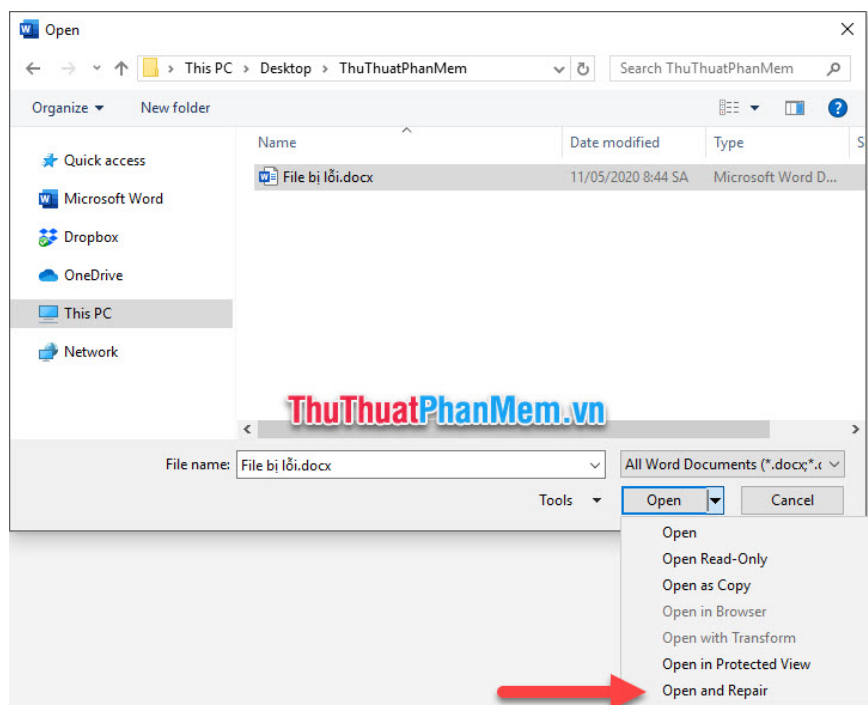 Open
This PC > Desktop > ThuThuatPhanMem
Search ThuThuatPhanMem
Organize
New folder
Name
Date modified
Type
S
Quick access
Microsoft Word
Dropbox
OneDrive
This PC
Network
File bị lỗi.docx
11/05/2020 8:44 SA
Microsoft Word D...
ThuThuatPhanMem.vn
File name:
File bị lỗi.docx
All Word Documents (*.docx;*.c
Tools
Open
Cancel
Open
Open Read-Only
Open as Copy
Open in Browser
Open with Transform
Open in Protected View
Open and Repair